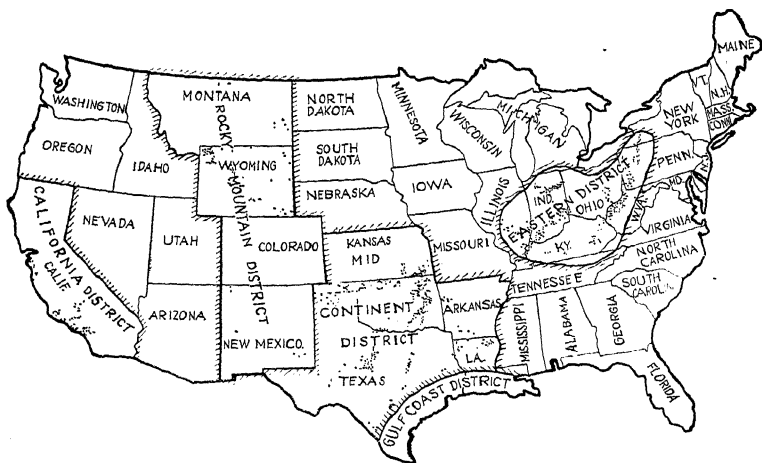 MAINE
WASHINGTON
MONTANA
NORTH
DAKOTA
MINNESOTA
VT.
N.H.
NEW
YORK
MASS
CONN.
OREGON
IDAHO
WYOMING
SOUTH
DAKOTA
WISCONSIN
MICHIGAN
PENN.
ROCKY MOUNTAIN DISTRICT
NEBRASKA
IOWA
ILLINOIS
IND.
OHIO
EASTERN DISTRICT
W.VA.
MD.
VIRGINIA
CALIFORNIA DISTRICT
CALIF.
NEVADA
UTAH
COLORADO
KANSAS
MISSOURI
KY.
NORTH
CAROLINA
MID
CONTINENT
DISTRICT
TENNESSEE
SOUTH
CAROL.
ARIZONA
NEW MEXICO.
ARKANSAS
MISSISSIPPI
ALABAMA
GEORGIA
TEXAS
LA.
GULF COAST DISTRICT
FLORIDA